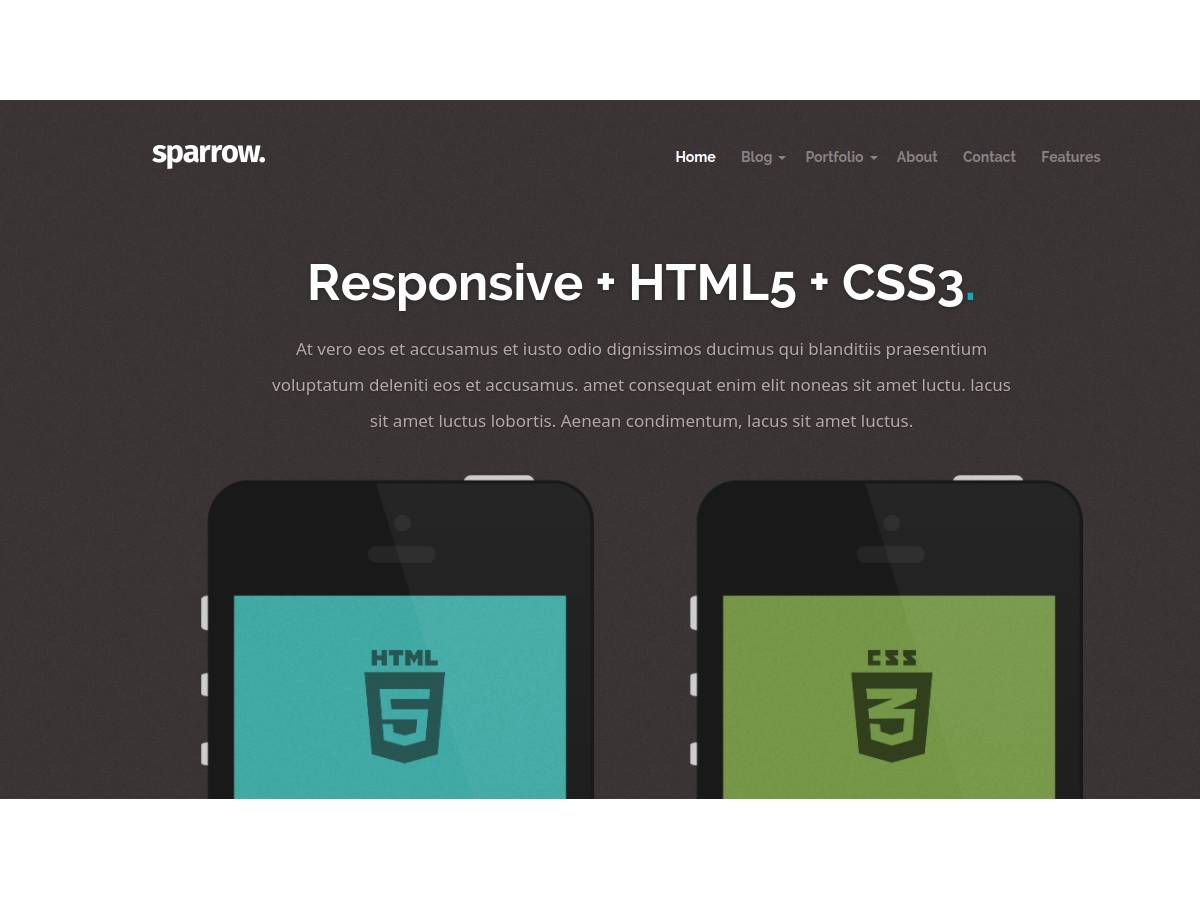 sparrow.
Home Blog Portfolio About Contact Features
Responsive + HTML5 + CSS3.
At vero eos et accusamus et iusto odio dignissimos ducimus qui blanditiis praesentium
voluptatum deleniti eos et accusamus. amet consequat enim elit noneas sit amet luctu. lacus
sit amet luctus lobortis. Aenean condimentum, lacus sit amet luctus.
HTML CSS
5 3